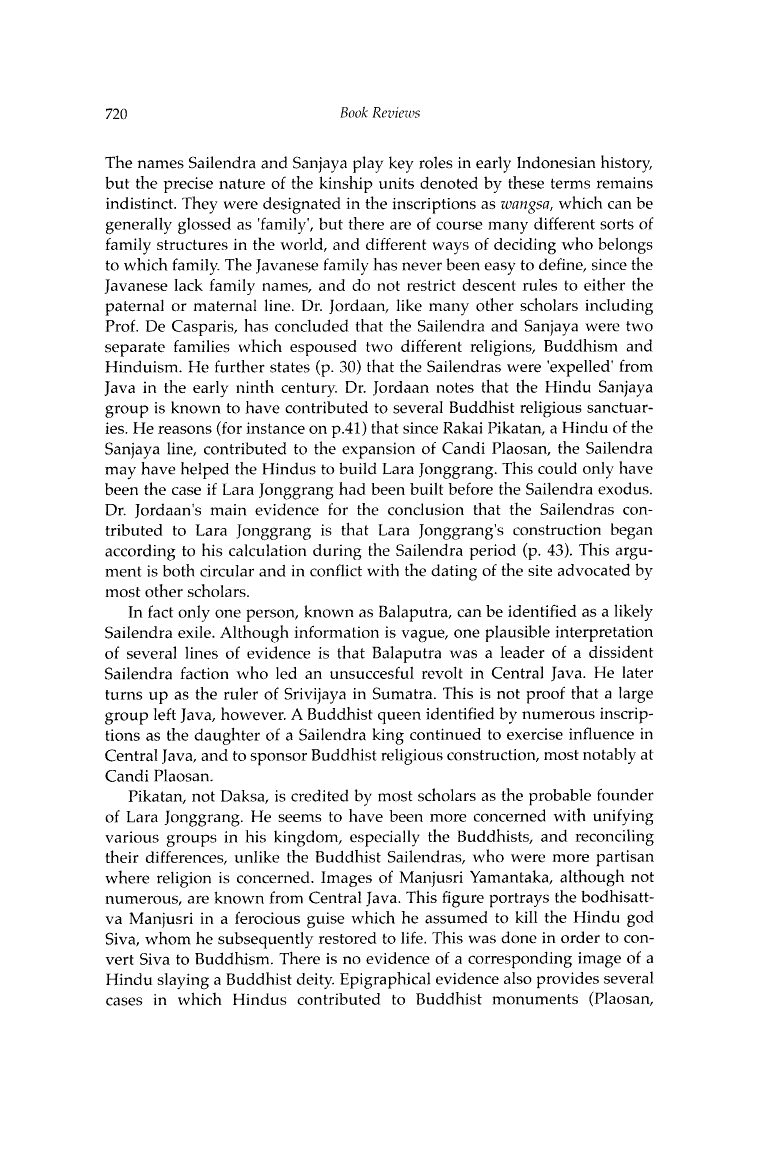 720 Book Reviews
The names Sailendra and Sanjaya play key roles in early Indonesian history,
but the precise nature of the kinship units denoted by these terms remains
indistinct. They were designated in the inscriptions as wangsa, which can be
generally glossed as 'family', but there are of course many different sorts of
family structures in the world, and different ways of deciding who belongs
to which family. The Javanese family has never been easy to define, since the
Javanese lack family names, and do not restrict descent rules to either the
paternal or maternal line. Dr. Jordaan, like many other scholars including
Prof. De Casparis, has concluded that the Sailendra and Sanjaya were two
separate families which espoused two different religions, Buddhism and
Hinduism. He further states (p. 30) that the Sailendras were 'expelled' from
Java in the early ninth century. Dr. Jordaan notes that the Hindu Sanjaya
group is known to have contributed to several Buddhist religious sanctuar-
ies. He reasons (for instance on p.41) that since Rakai Pikatan, a Hindu of the
Sanjaya line, contributed to the expansion of Candi Plaosan, the Sailendra
may have helped the Hindus to build Lara Jonggrang. This could only have
been the case if Lara Jonggrang had been built before the Sailendra exodus.
Dr. Jordaan's main evidence for the conclusion that the Sailendras con-
tributed to Lara Jonggrang is that Lara Jonggrang's construction began
according to his calculation during the Sailendra period (p. 43). This argu-
ment is both circular and in conflict with the dating of the site advocated by
most other scholars.
In fact only one person, known as Balaputra, can be identified as a likely
Sailendra exile. Although information is vague, one plausible interpretation
of several lines of evidence is that Balaputra was a leader of a dissident
Sailendra faction who led an unsuccesful revolt in Central Java. He later
turns up as the ruler of Srivijaya in Sumatra. This is not proof that a large
group left Java, however. A Buddhist queen identified by numerous inscrip-
tions as the daughter of a Sailendra king continued to exercise influence in
Central Java, and to sponsor Buddhist religious construction, most notably at
Candi Plaosan.
Pikatan, not Daksa, is credited by most scholars as the probable founder
of Lara Jonggrang. He seems to have been more concerned with unifying
various groups in his kingdom, especially the Buddhists, and reconciling
their differences, unlike the Buddhist Sailendras, who were more partisan
where religion is concerned. Images of Manjusri Yamantaka, although not
numerous, are known from Central Java. This figure portrays the bodhisatt-
va Manjusri in a ferocious guise which he assumed to kill the Hindu god
Siva, whom he subsequently restored to life. This was done in order to con-
vert Siva to Buddhism. There is no evidence of a corresponding image of a
Hindu slaying a Buddhist deity. Epigraphical evidence also provides several
cases in which Hindus contributed to Buddhist monuments (Plaosan,